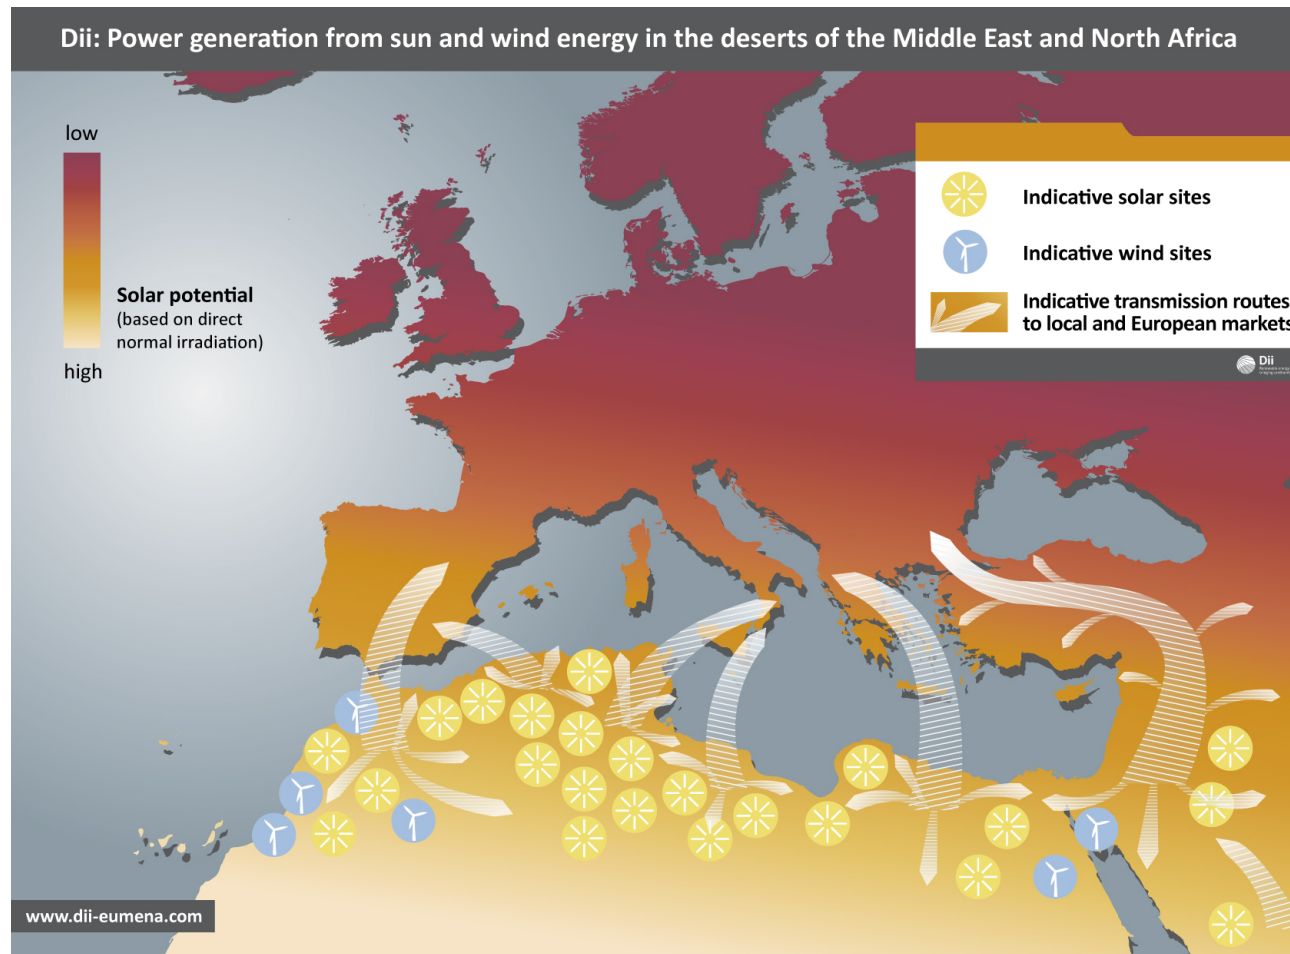 Dii: Power generation from sun and wind energy in the deserts of the Middle East and North Africa
low
Solar potential
(based on direct
normal irradiation)
high
Indicative solar sites
Indicative wind sites
Indicative transmission routes
to local and European markets
Dii
www.dii-eumena.com